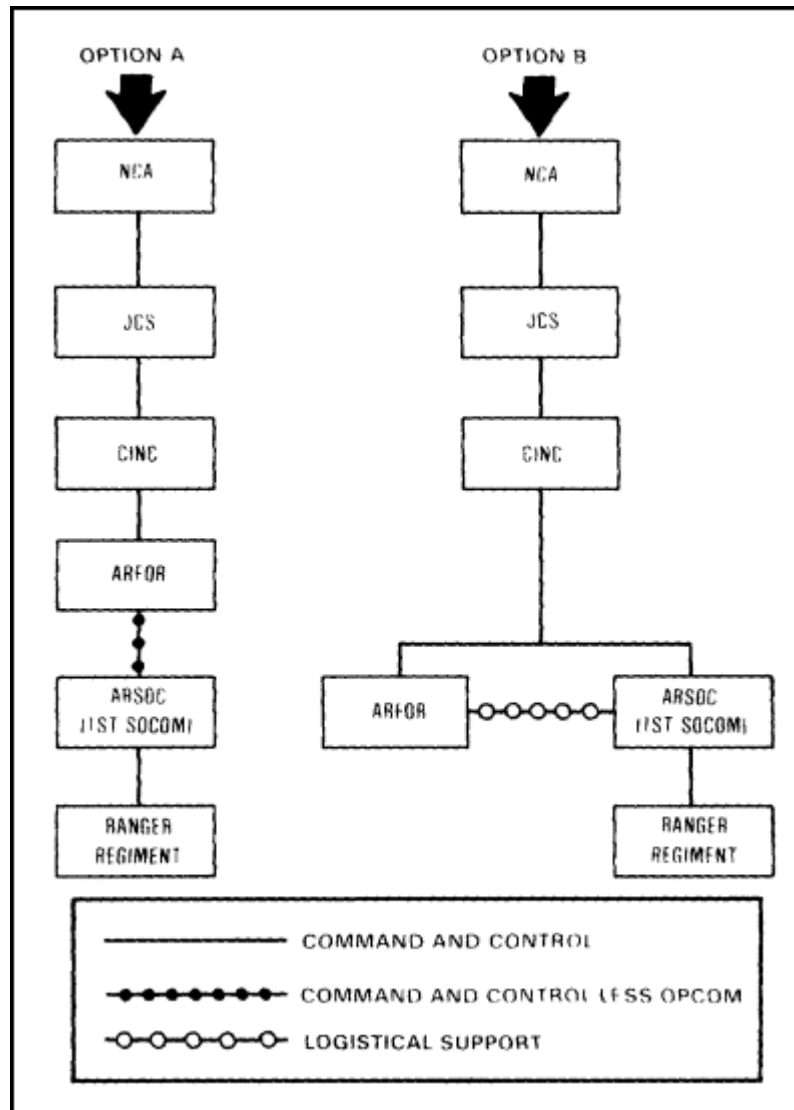 OPTION A
NCA
JCS
CINC
ARFOR
ARSOC
(1ST SOCOM)
RANGER
REGIMENT
OPTION B
NCA
JCS
CINC
ARFOR
ARSOC
(1ST SOCOM)
RANGER
REGIMENT
COMMAND AND CONTROL
COMMAND AND CONTROL LESS OPCOM
LOGISTICAL SUPPORT